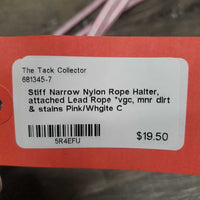 The Tack Collector
681345-7
Stiff Narrow Nylon Rope Halter,
attached Lead Rope *vgc, mnr dirt
& stains Pink/Whgite C
$19.50
5R4EFU